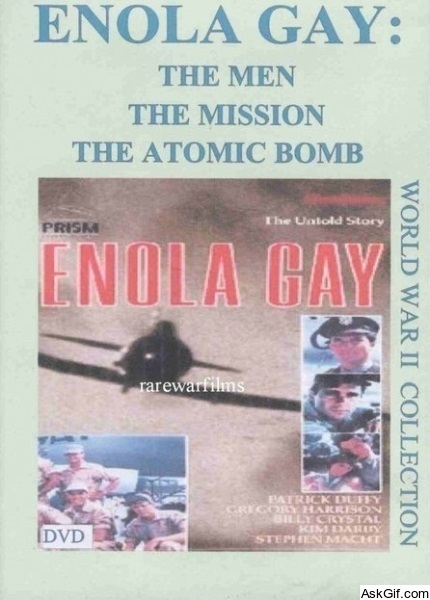 ENOLA GAY:
THE MEN
THE MISSION
THE ATOMIC BOMB
WORLD WAR II COLLECTION
The Untold Story
PRISM
ENOLA GAY
rarewarfilms
PATRICK DUFFY
GREGORY HARRISON
BILLY CRYSTAL
KIM DARBY
STEPHEN MACHT
DVD
AskGif.com